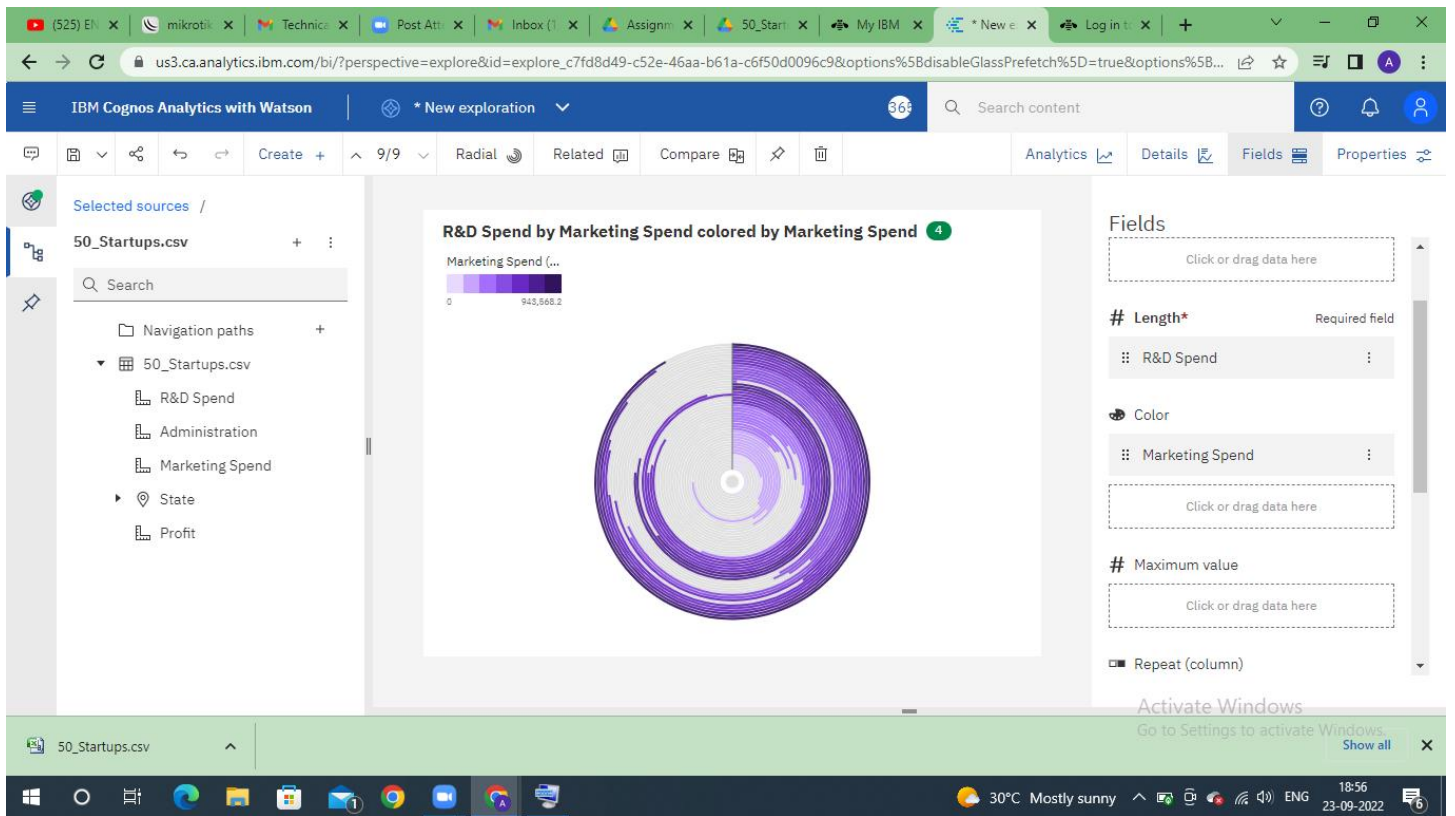 (525) EN
mikrotik
Technica
Post Atte
Inbox (1
Assignm
50_Start
My IBM
* New e
Log in to
us3.ca.analytics.ibm.com/bi/?perspective=explore&id=explore_c7fd8d49-c52e-46aa-b61a-c6f50d0096c9&options%5BdisableGlassPrefetch%5D=true&options%5B...
A
IBM Cognos Analytics with Watson
* New exploration
365
Search content
Create +
9/9
Radial
Related
Compare
Analytics
Details
Fields
Properties
Selected sources /
50_Startups.csv
Search
Navigation paths
50_Startups.csv
R&D Spend
Administration
Marketing Spend
State
Profit
R&D Spend by Marketing Spend colored by Marketing Spend 4
Marketing Spend (...
0 943,568.2
Fields
Click or drag data here
# Length* Required field
R&D Spend
Color
Marketing Spend
Click or drag data here
# Maximum value
Click or drag data here
Repeat (column)
Activate Windows
Go to Settings to activate Windows.
50_Startups.csv
Show all
1
30°C Mostly sunny
ENG
18:56
23-09-2022
6